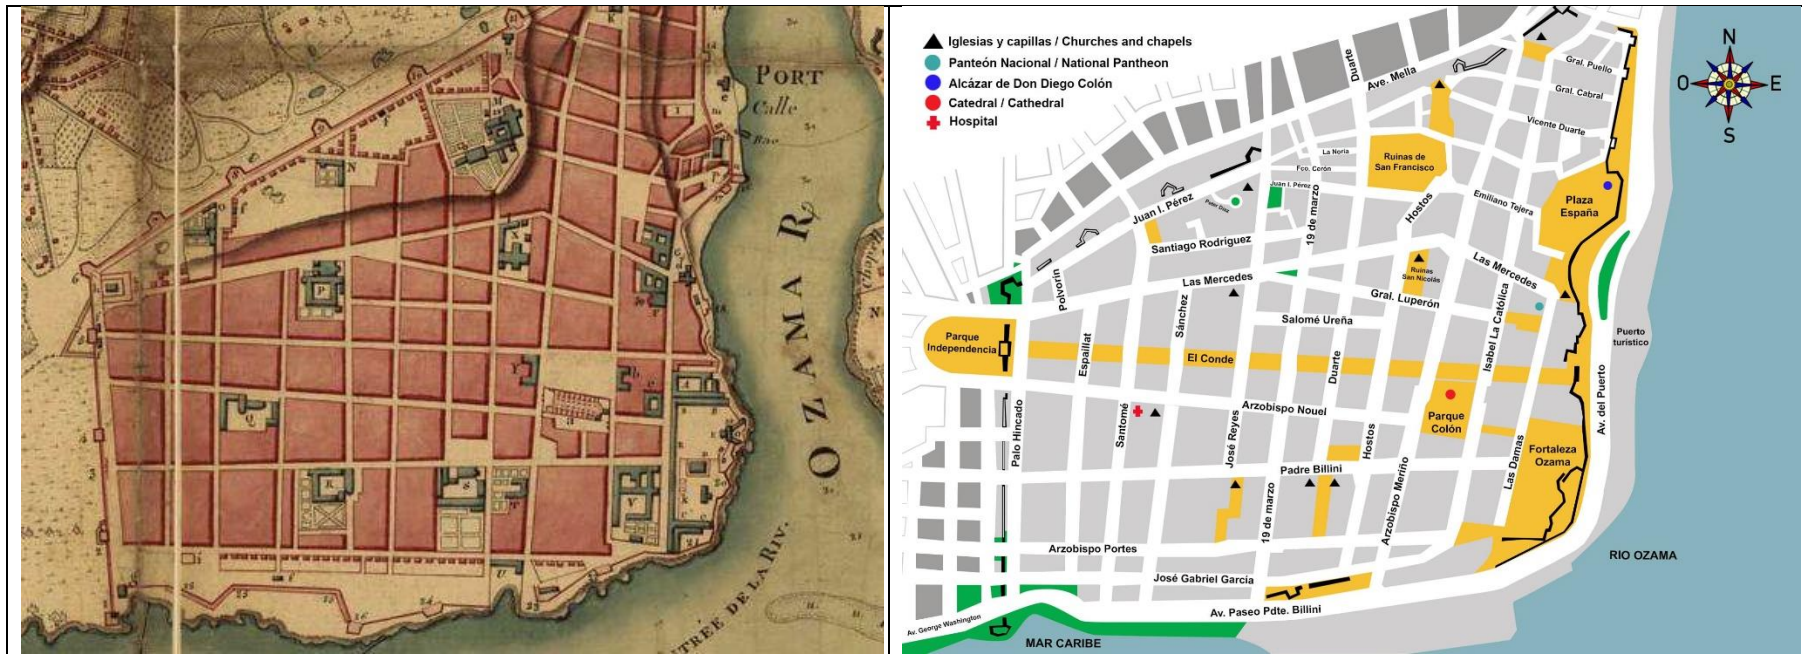 PORT
Calle
Bac
OZAMA R.
ENTRÉE DE LA RIV.
Iglesias y capillas / Churches and chapels
Panteón Nacional / National Pantheon
Alcázar de Don Diego Colón
Catedral / Cathedral
Hospital
N
O
E
S
Duarte
Ave. Mella
Gral. Puello
Gral. Cabral
Vicente Duarte
La Noria
Fco. Cerón
Juan I. Pérez
Ruinas de
San Francisco
Emiliano Tejera
Plaza
España
Juan I. Pérez
19 de marzo
Hostos
Santiago Rodriguez
Las Mercedes
Ruinas
San Nicolás
Las Mercedes
Polvorín
Sánchez
Gral. Luperón
Isabel La Católica
Salomé Ureña
Puerto
turístico
Parque
Independencia
El Conde
Espaillat
Duarte
Av. del Puerto
Arzobispo Nouel
Parque
Colón
Palo Hincado
Santomé
José Reyes
Hostos
Las Damas
Fortaleza
Ozama
Padre Billini
19 de marzo
Arzobispo Meriño
Arzobispo Portes
José Gabriel García
Av. Paseo Pdte. Billini
Av. George Washington
RIO OZAMA
MAR CARIBE